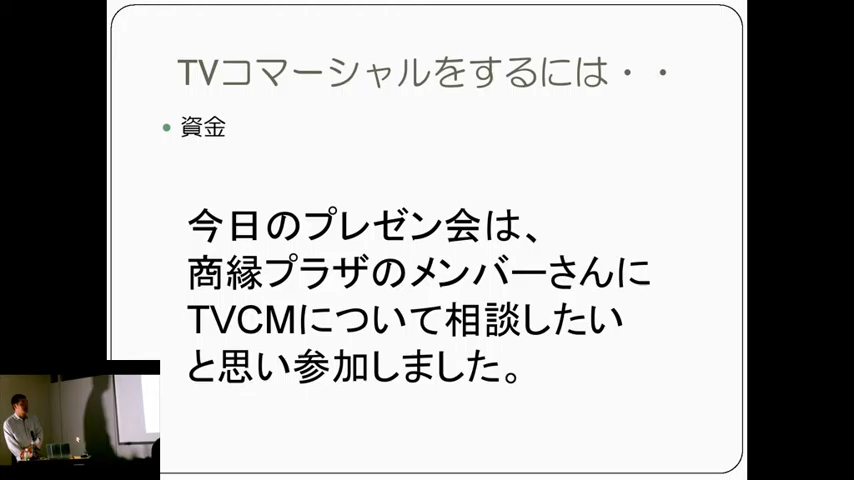 TVコマーシャルをするには・・
• 資金
今日のプレゼン会は、
商縁プラザのメンバーさんに
TVCMについて相談したい
と思い参加しました。